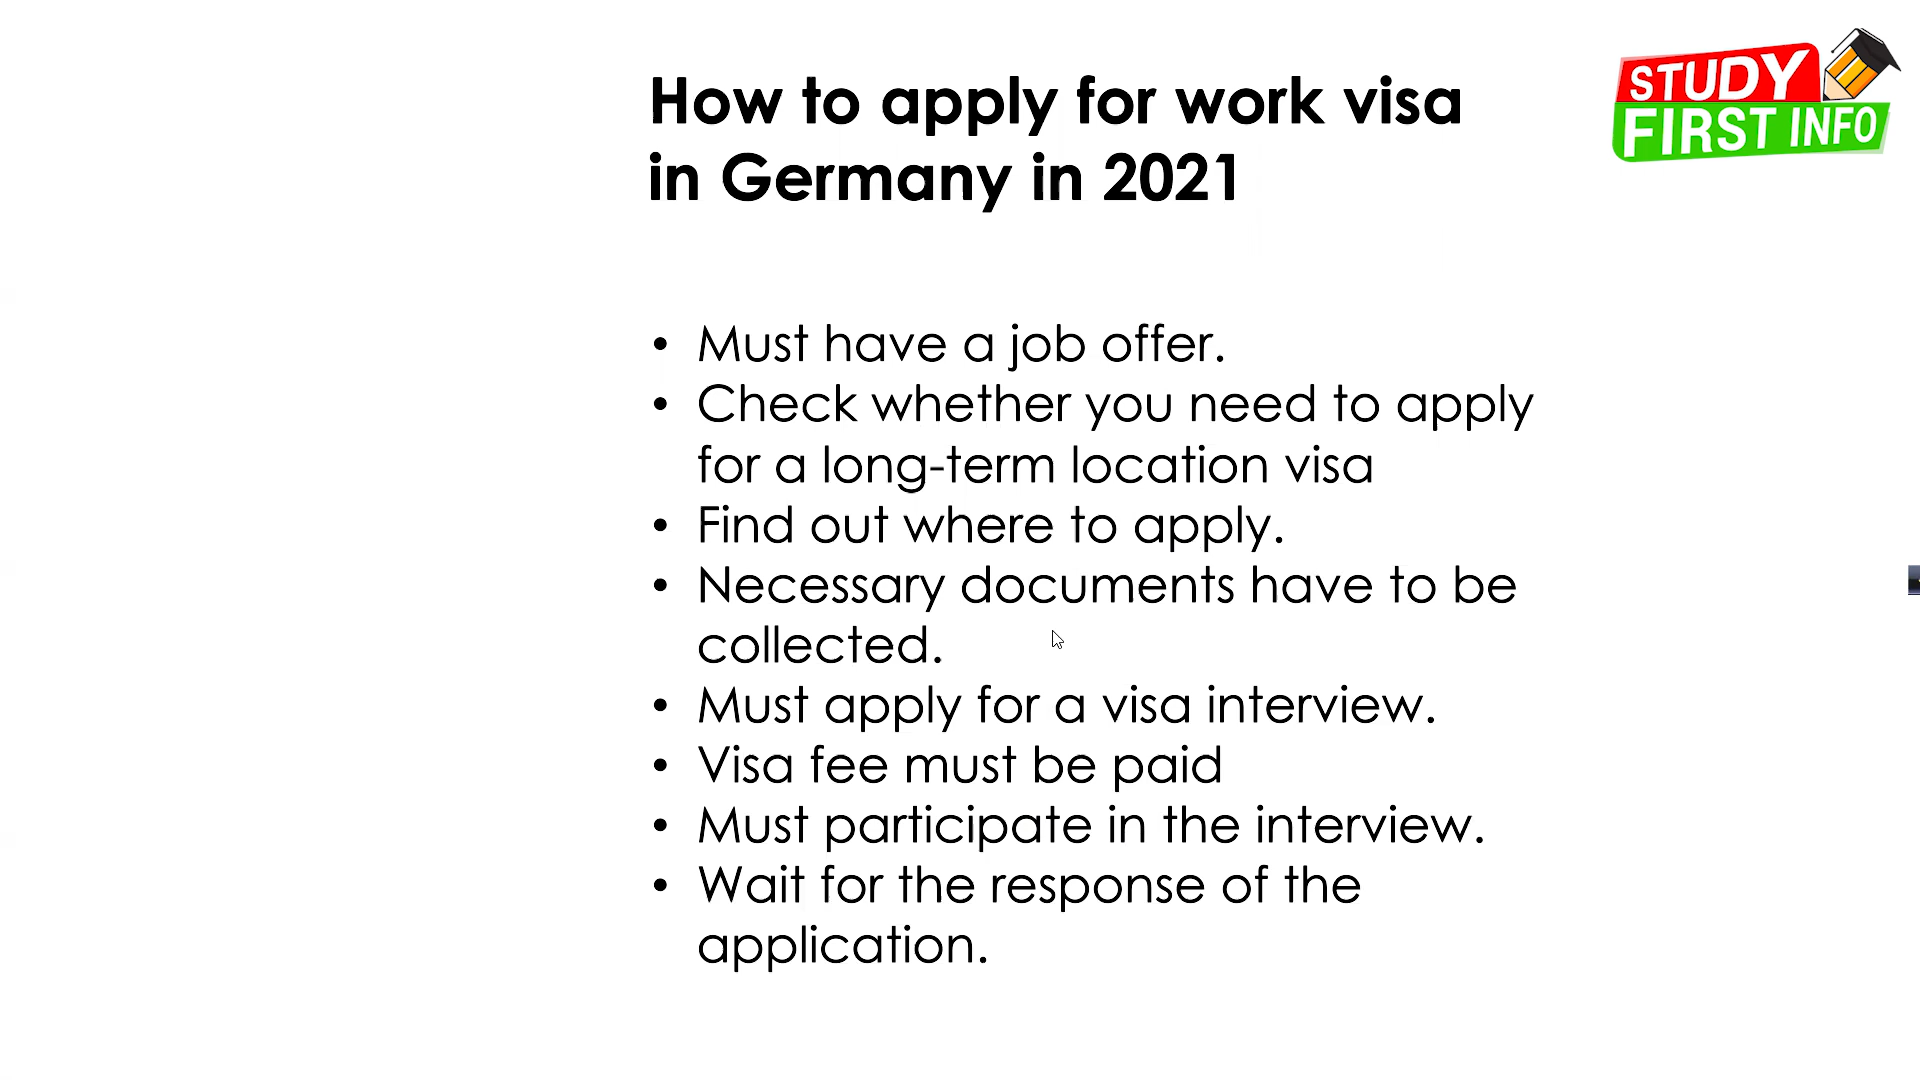 How to apply for work visa
in Germany in 2021
STUDY
FIRST INFO
• Must have a job offer.
• Check whether you need to apply
for a long-term location visa
• Find out where to apply.
• Necessary documents have to be
collected.
• Must apply for a visa interview.
• Visa fee must be paid
• Must participate in the interview.
• Wait for the response of the
application.